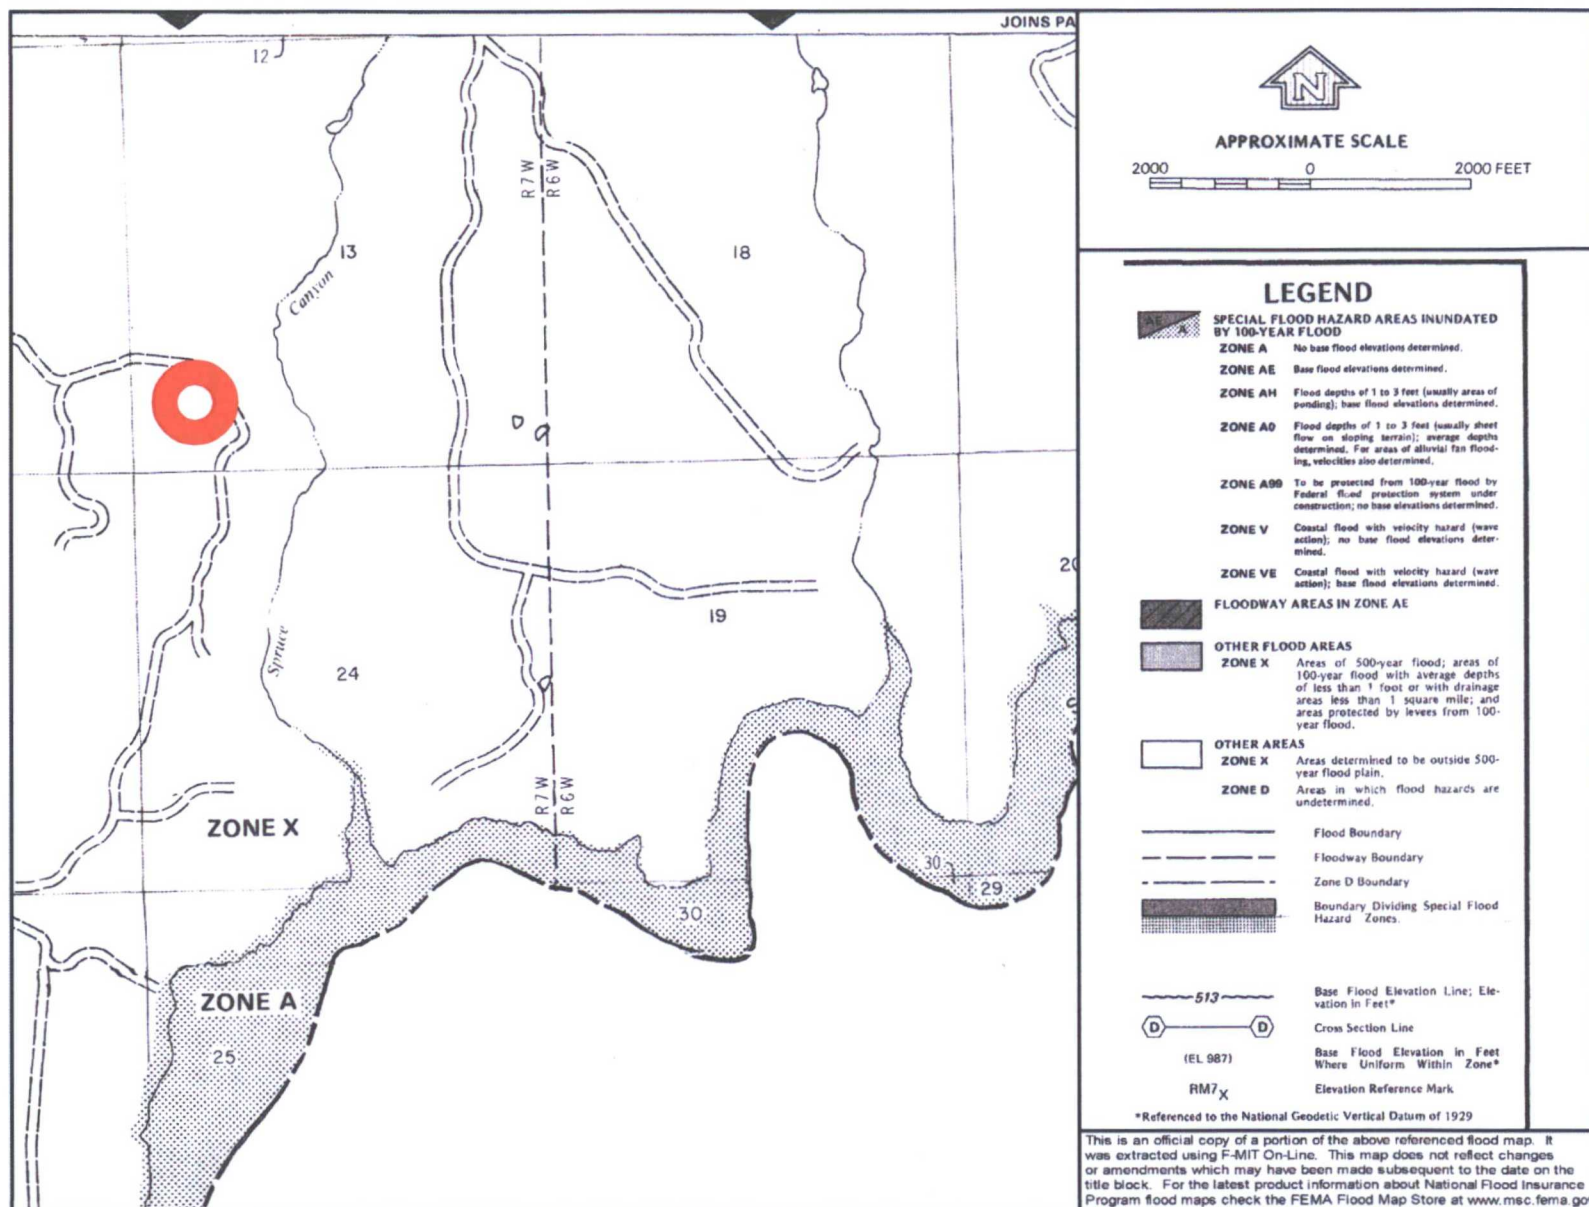 JOINS PA
12
R7W
R6W
13
Canyon
18
20
19
Spruce
24
R7W
R6W
ZONE X
30
29
30
ZONE A
25
N
APPROXIMATE SCALE
2000 0 2000 FEET
LEGEND
AE
A
SPECIAL FLOOD HAZARD AREAS INUNDATED
BY 100-YEAR FLOOD
ZONE A No base flood elevations determined.
ZONE AE Base flood elevations determined.
ZONE AH Flood depths of 1 to 3 feet (usually areas of
ponding); base flood elevations determined.
ZONE A0 Flood depths of 1 to 3 feet (usually sheet
flow on sloping terrain); average depths
determined. For areas of alluvial fan flood-
ing, velocities also determined.
ZONE A99 To be protected from 100-year flood by
Federal flood protection system under
construction; no base elevations determined.
ZONE V Coastal flood with velocity hazard (wave
action); no base flood elevations deter-
mined.
ZONE VE Coastal flood with velocity hazard (wave
action); base flood elevations determined.
FLOODWAY AREAS IN ZONE AE
OTHER FLOOD AREAS
ZONE X Areas of 500-year flood; areas of
100-year flood with average depths
of less than 1 foot or with drainage
areas less than 1 square mile; and
areas protected by levees from 100-
year flood.
OTHER AREAS
ZONE X Areas determined to be outside 500-
year flood plain.
ZONE D Areas in which flood hazards are
undetermined.
Flood Boundary
Floodway Boundary
Zone D Boundary
Boundary Dividing Special Flood
Hazard Zones.
513 Base Flood Elevation Line; Ele-
vation in Feet*
D D Cross Section Line
(EL 987) Base Flood Elevation in Feet
Where Uniform Within Zone*
RM7X Elevation Reference Mark
*Referenced to the National Geodetic Vertical Datum of 1929
This is an official copy of a portion of the above referenced flood map. It
was extracted using F-MIT On-Line. This map does not reflect changes
or amendments which may have been made subsequent to the date on the
title block. For the latest product information about National Flood Insurance
Program flood maps check the FEMA Flood Map Store at www.msc.fema.gov